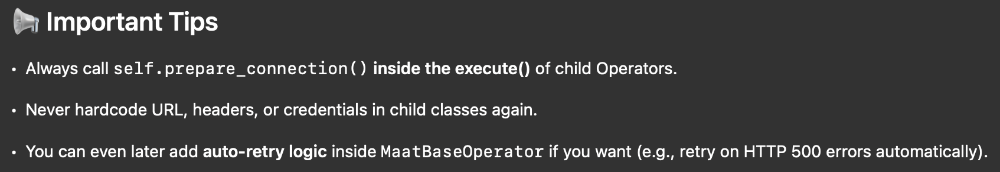 📢 Important Tips
• Always call self.prepare_connection() inside the execute() of child Operators.
• Never hardcode URL, headers, or credentials in child classes again.
• You can even later add auto-retry logic inside MaatBaseOperator if you want (e.g., retry on HTTP 500 errors automatically).